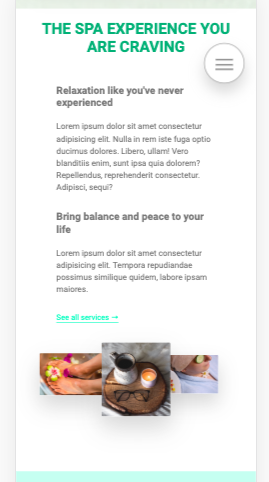 THE SPA EXPERIENCE YOU
ARE CRAVING
Relaxation like you've never
experienced
Lorem ipsum dolor sit amet consectetur
adipisicing elit. Nulla in rem iste fuga optio
ducimus dolores. Libero, ullam! Vero
blanditiis enim, sunt ipsa quia dolorem?
Repellendus, reprehenderit consectetur.
Adipisci, sequi?
Bring balance and peace to your
life
Lorem ipsum dolor sit amet consectetur
adipisicing elit. Tempora repudiandae
possimus similique quidem, labore ipsam
maiores.
See all services →